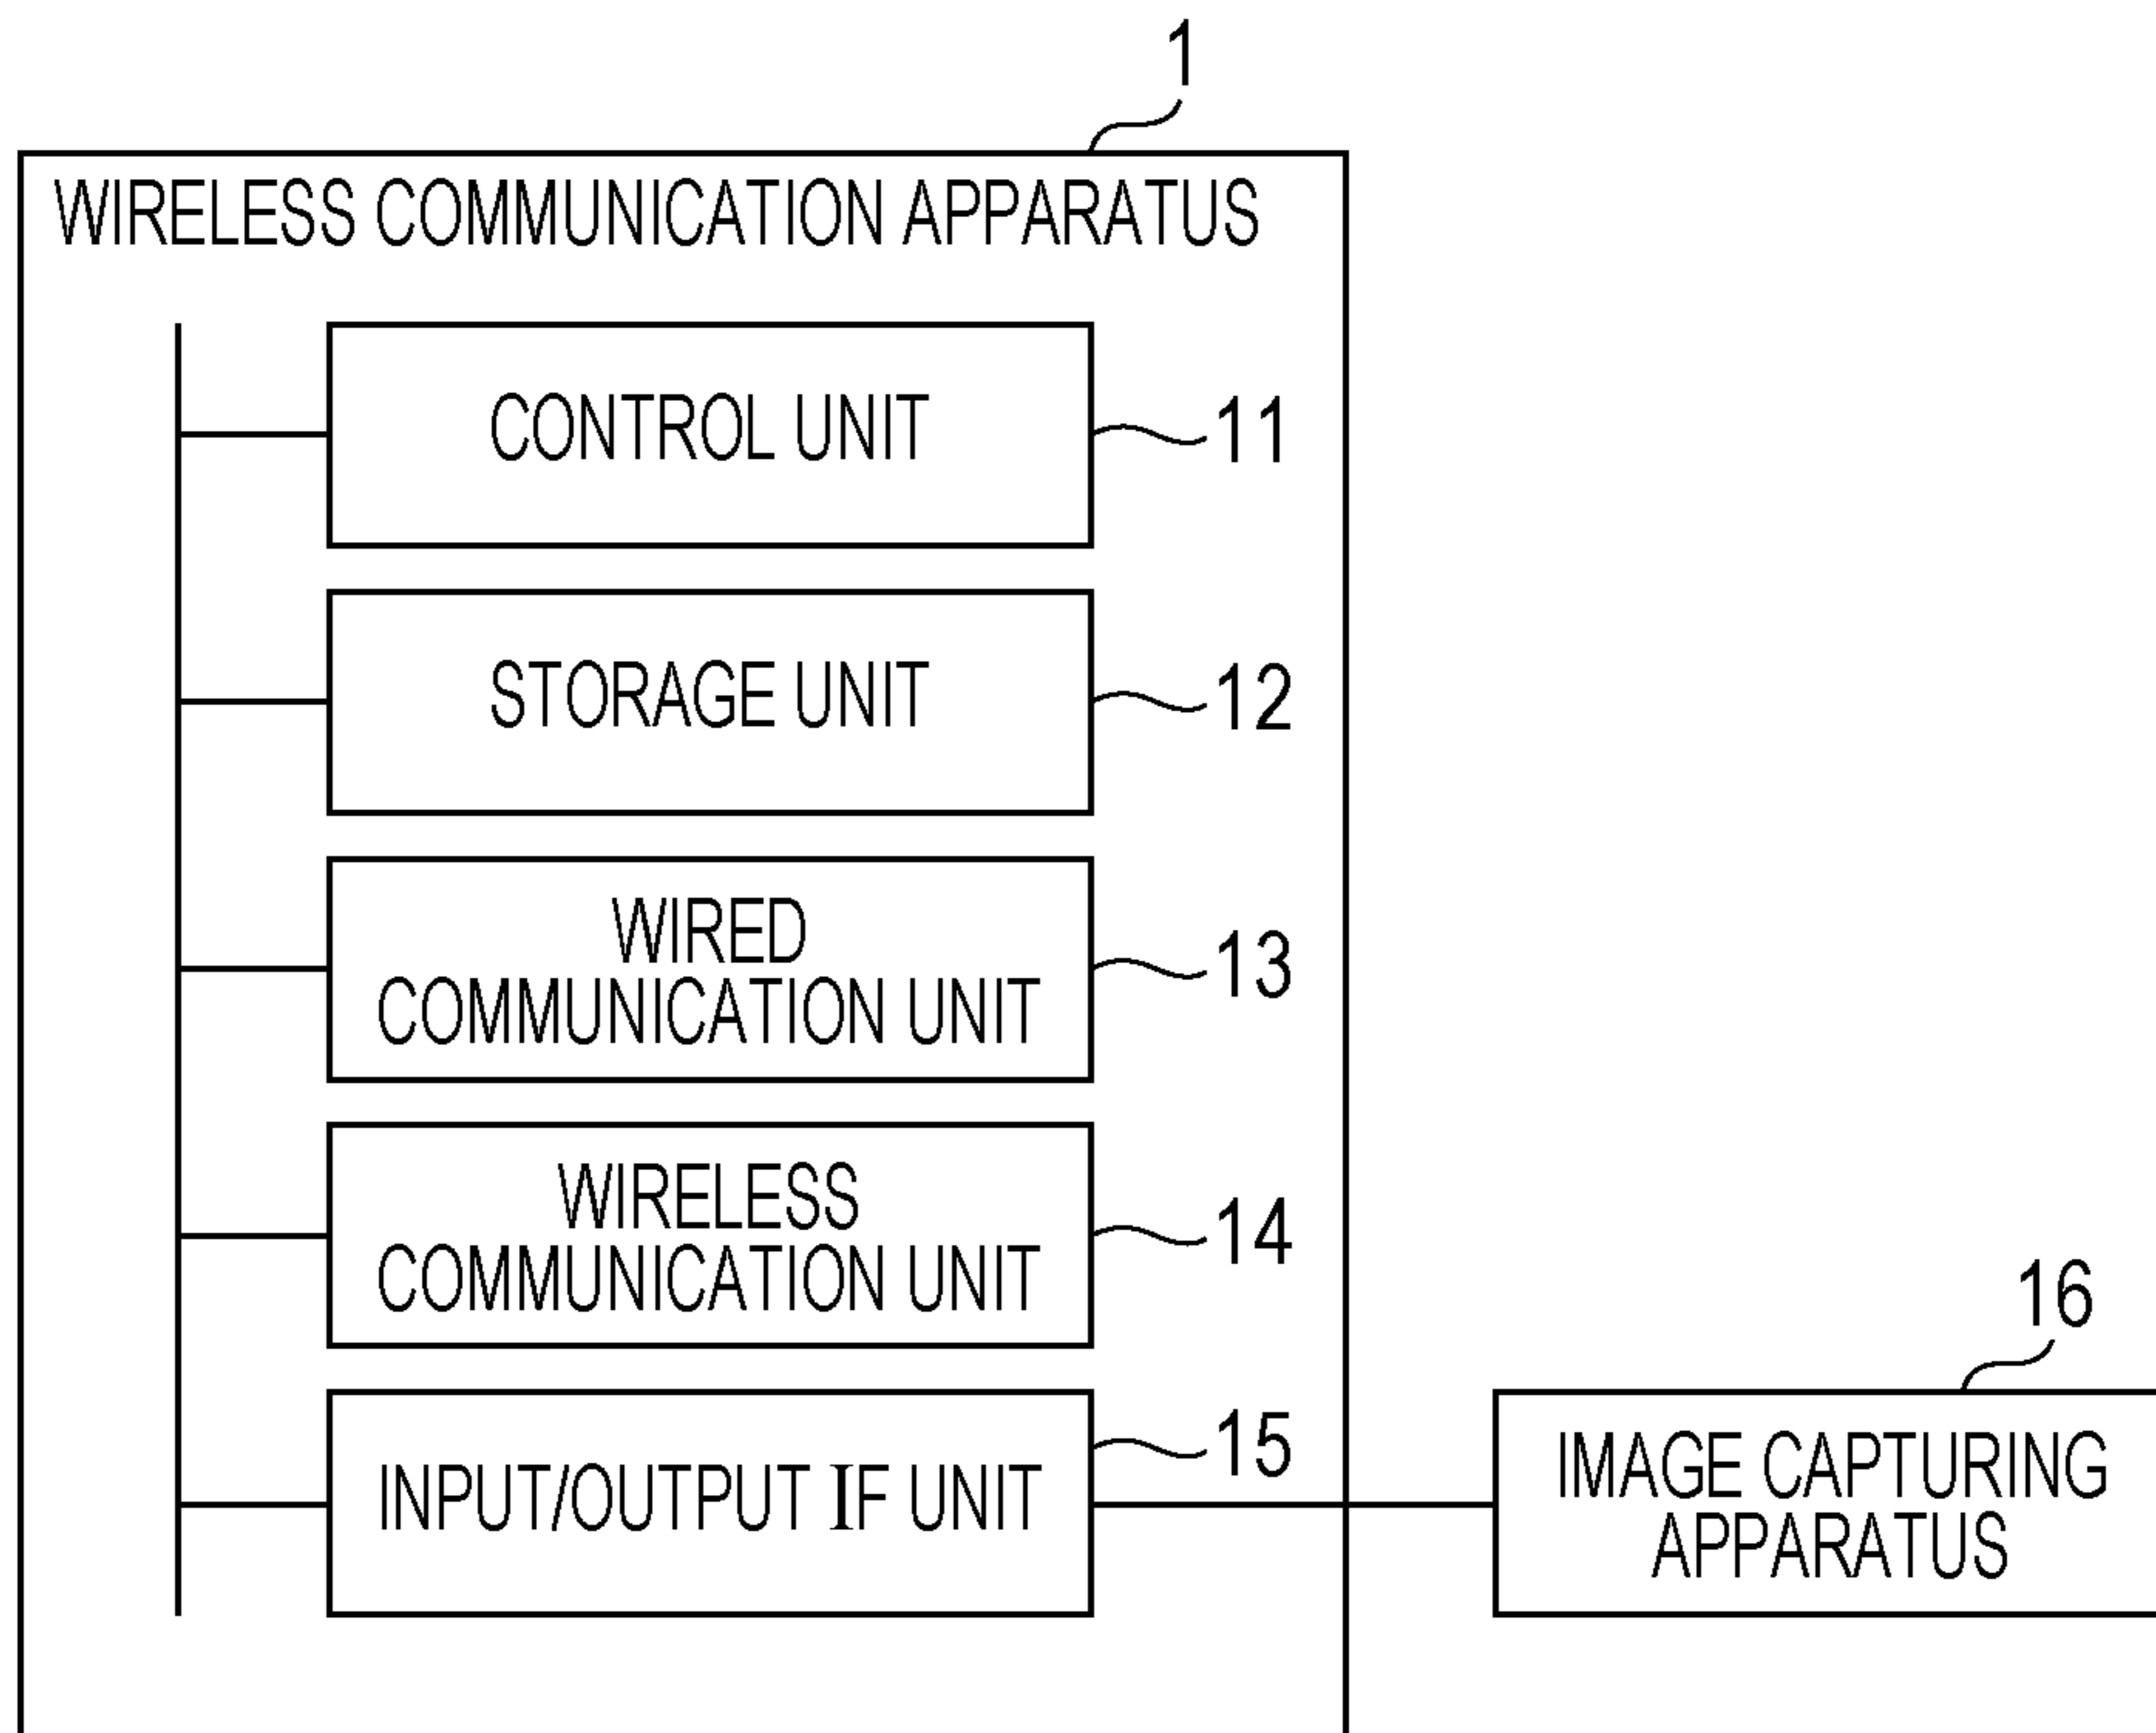 1
WIRELESS COMMUNICATION APPARATUS
CONTROL UNIT
11
STORAGE UNIT
12
WIRED
COMMUNICATION UNIT
13
WIRELESS
COMMUNICATION UNIT
14
INPUT/OUTPUT IF UNIT
15
16
IMAGE CAPTURING
APPARATUS